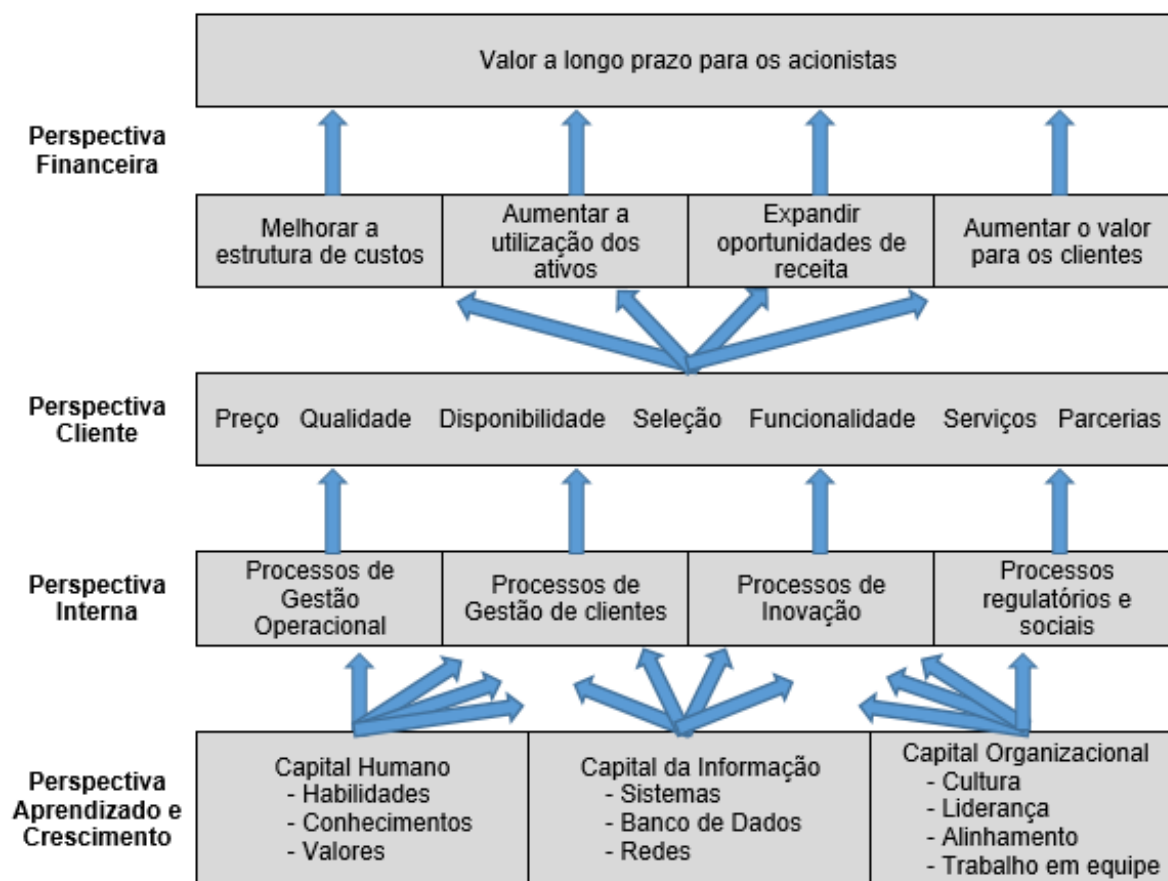 Valor a longo prazo para os acionistas
Perspectiva
Financeira
Melhorar a
estrutura de custos
Aumentar a
utilização dos
ativos
Expandir
oportunidades de
receita
Aumentar o valor
para os clientes
Perspectiva
Cliente
Preço Qualidade Disponibilidade Seleção Funcionalidade Serviços Parcerias
Perspectiva
Interna
Processos de
Gestão
Operacional
Processos de
Gestão de clientes
Processos de
Inovação
Processos
regulatórios e
sociais
Perspectiva
Aprendizado e
Crescimento
Capital Humano
- Habilidades
- Conhecimentos
- Valores
Capital da Informação
- Sistemas
- Banco de Dados
- Redes
Capital Organizacional
- Cultura
- Liderança
- Alinhamento
- Trabalho em equipe